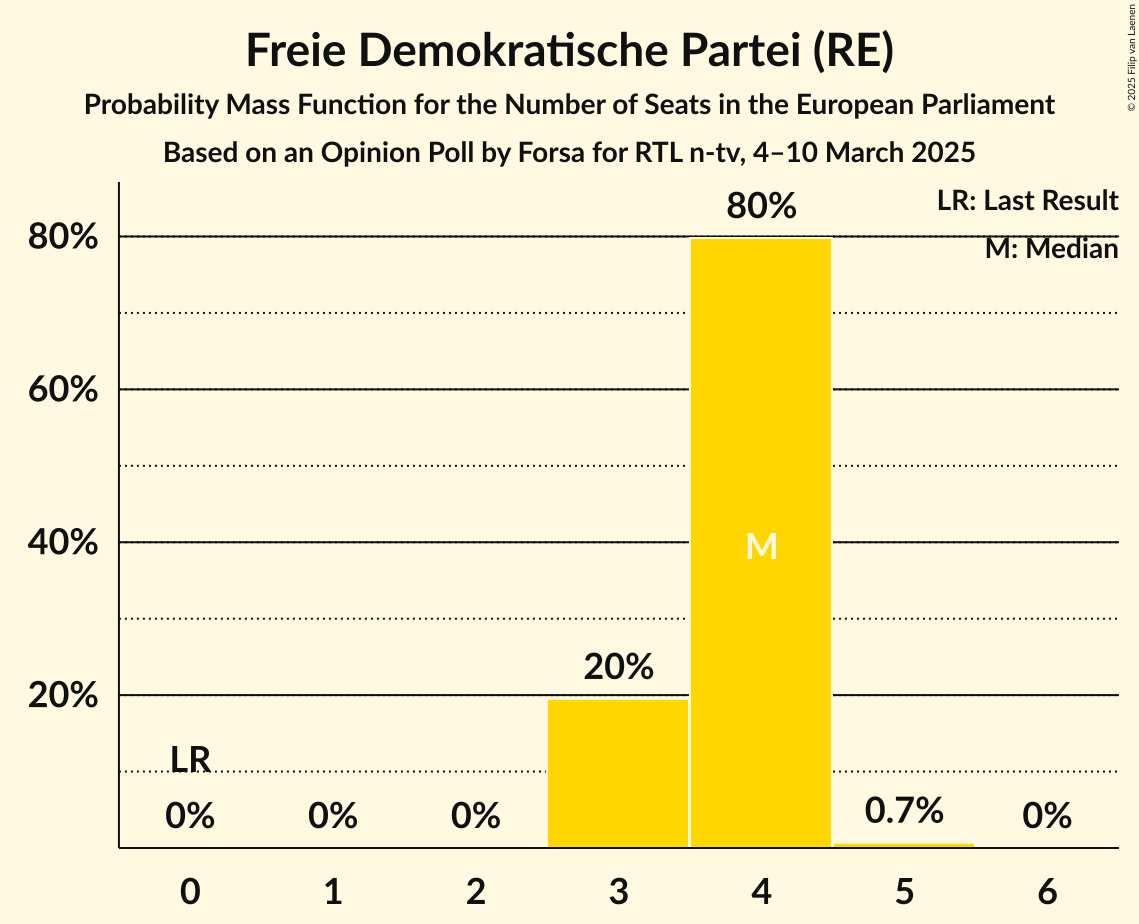 Freie Demokratische Partei (RE)
Probability Mass Function for the Number of Seats in the European Parliament
Based on an Opinion Poll by Forsa for RTL n-tv, 4–10 March 2025
© 2025 Filip van Laenen
LR: Last Result
M: Median
80%
60%
40%
20%
LR
0%
0%
0%
20%
80%
M
0.7%
0%
0
1
2
3
4
5
6